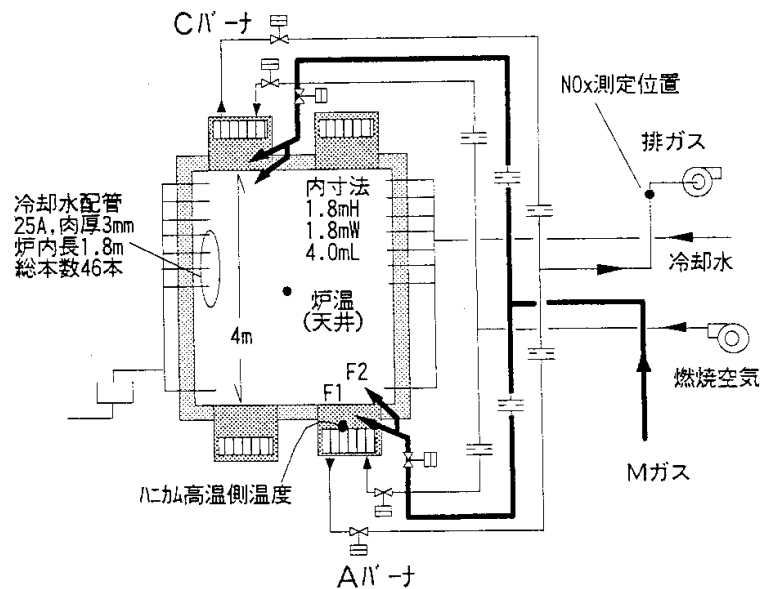 Cバーナ
NOx測定位置
排ガス
冷却水配管
25A,肉厚3mm
炉内長1.8m
総本数46本
内寸法
1.8mH
1.8mW
4.0mL
冷却水
炉温
(天井)
4m
F2
F1
燃焼空気
Mガス
ハニカム高温側温度
Aバーナ